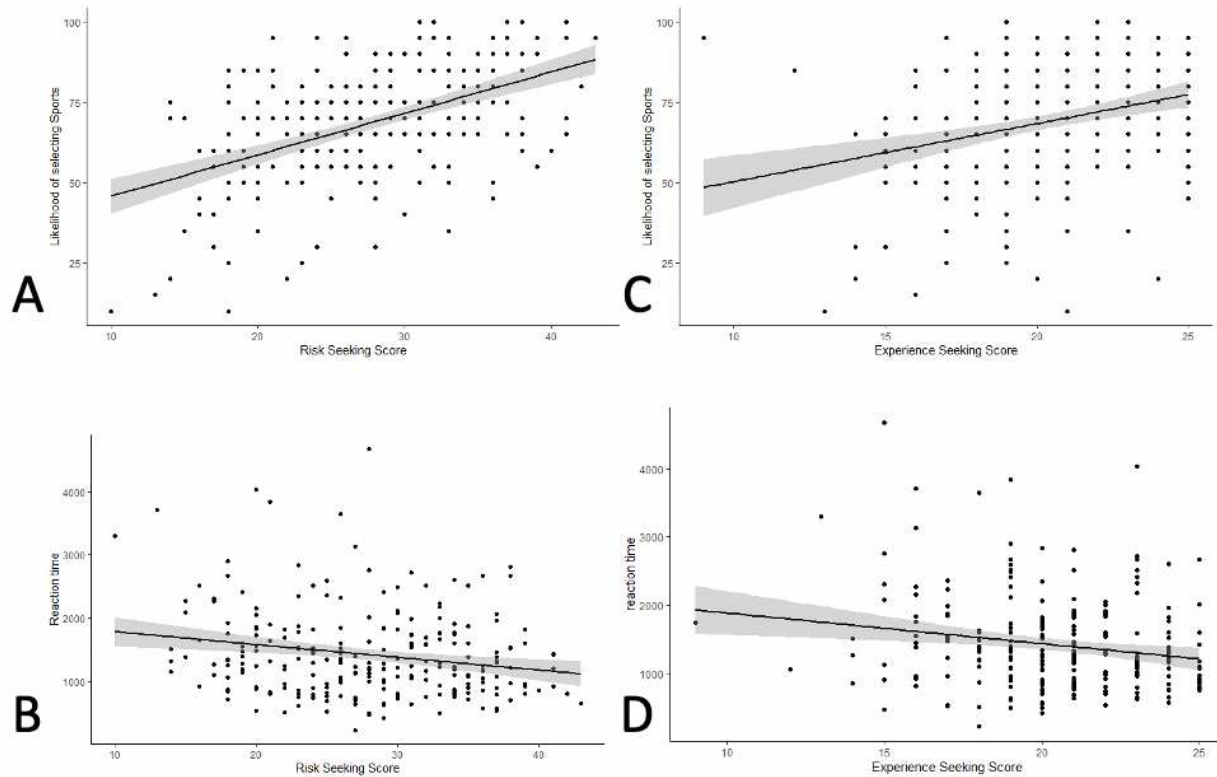 100
75
50
25
Likelihood of selecting Sports
A
10
20
30
40
Risk Seeking Score
100
75
50
25
Likelihood of selecting Sports
C
10
15
20
25
Experience Seeking Score
4000
3000
2000
1000
Reaction time
B
10
20
30
40
Risk Seeking Score
4000
3000
2000
1000
reaction time
D
10
15
20
25
Experience Seeking Score